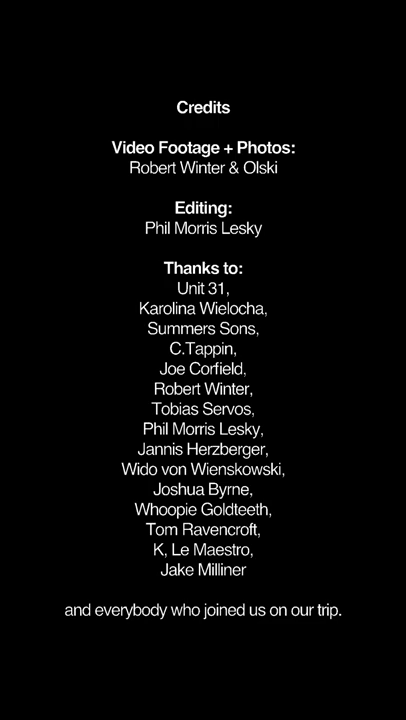 Credits
Video Footage + Photos:
Robert Winter & Olski
Editing:
Phil Morris Lesky
Thanks to:
Unit 31,
Karolina Wielocha,
Summers Sons,
C.Tappin,
Joe Corfield,
Robert Winter,
Tobias Servos,
Phil Morris Lesky,
Jannis Herzberger,
Wido von Wienskowski,
Joshua Byrne,
Whoopie Goldteeth,
Tom Ravencroft,
K, Le Maestro,
Jake Milliner
and everybody who joined us on our trip.